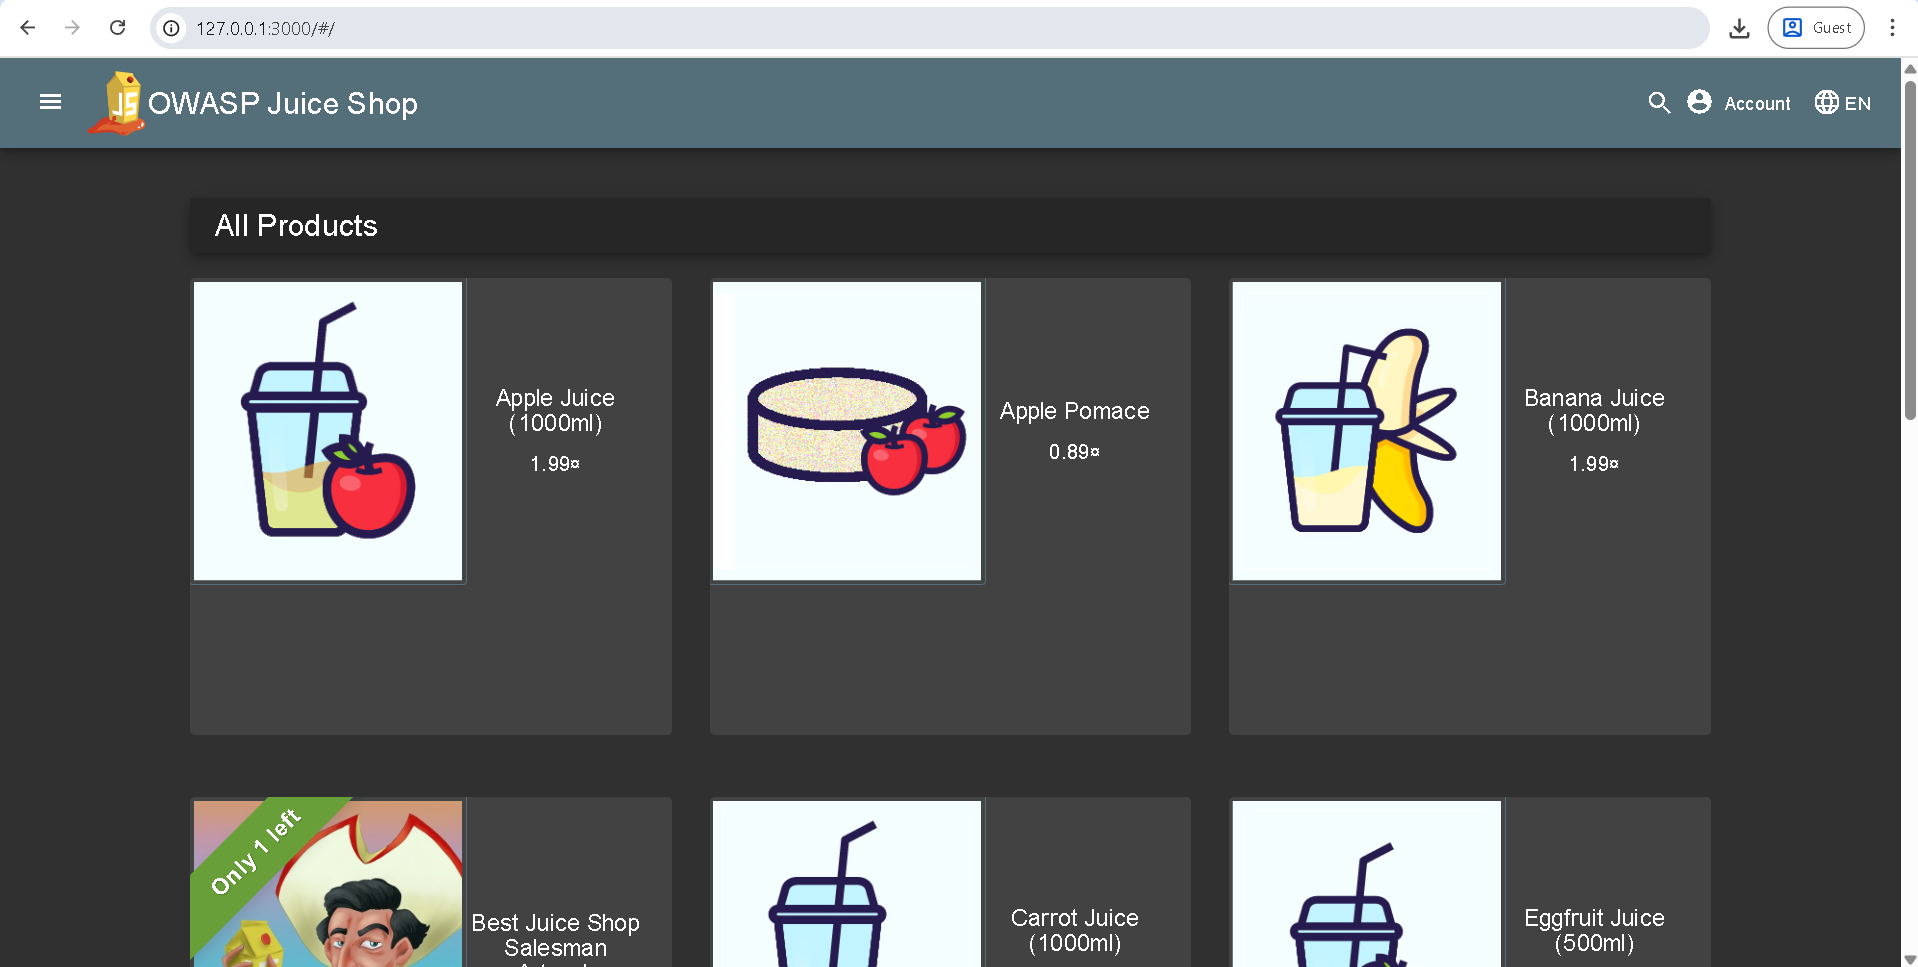 127.0.0.1:3000/#/
Guest
JS
OWASP Juice Shop
Account
EN
All Products
Apple Juice
(1000ml)
1.99¤
Apple Pomace
0.89¤
Banana Juice
(1000ml)
1.99¤
Only 1 left
Best Juice Shop
Salesman
Carrot Juice
(1000ml)
Eggfruit Juice
(500ml)